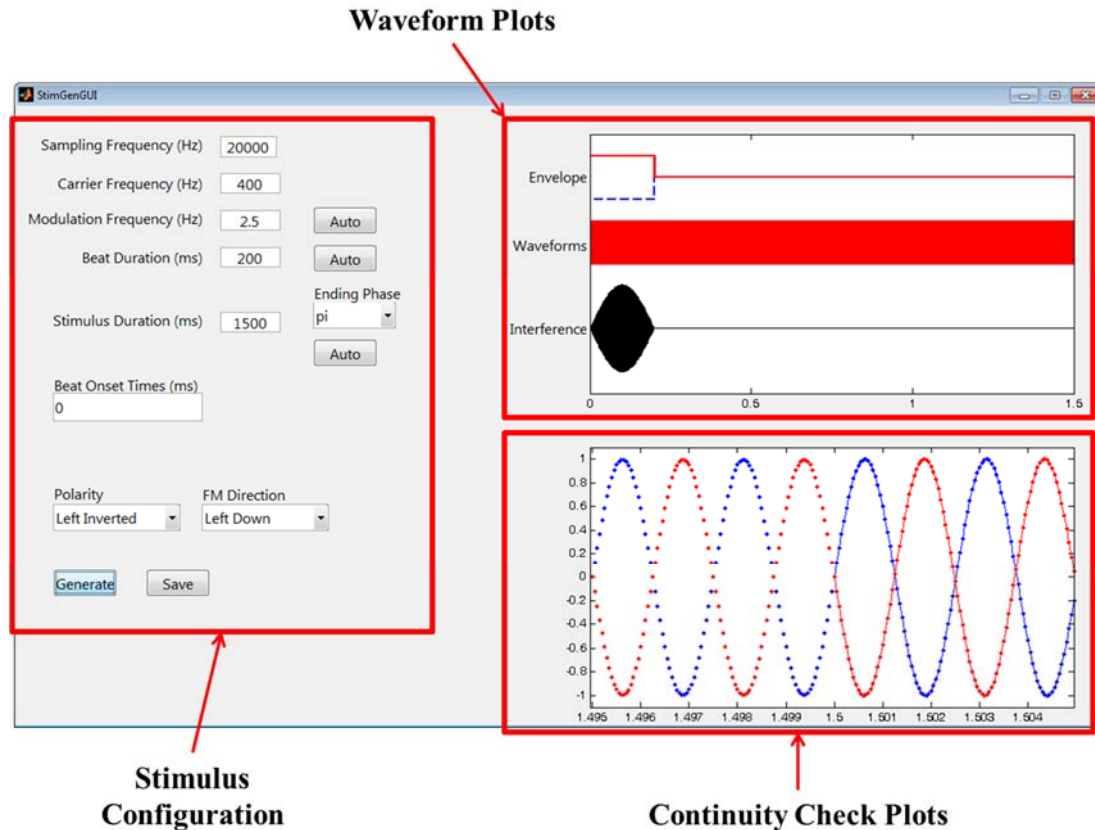 Waveform Plots
StimGenGUI
Sampling Frequency (Hz) 20000
Carrier Frequency (Hz) 400
Modulation Frequency (Hz) 2.5 Auto
Beat Duration (ms) 200 Auto
Ending Phase
Stimulus Duration (ms) 1500 pi
Auto
Beat Onset Times (ms)
0
Polarity FM Direction
Left Inverted Left Down
Generate Save
Envelope
Waveforms
Interference
0 0.5 1 1.5
1
0.8
0.6
0.4
0.2
0
-0.2
-0.4
-0.6
-0.8
-1
1.495 1.496 1.497 1.498 1.499 1.5 1.501 1.502 1.503 1.504
Stimulus
Configuration
Continuity Check Plots